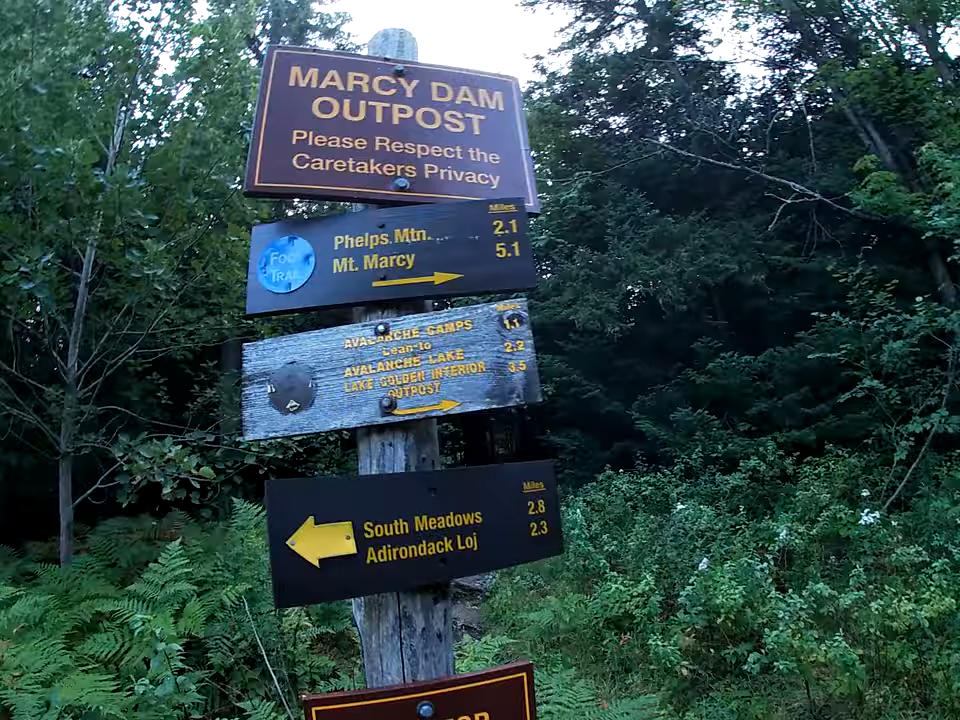 MARCY DAM
OUTPOST
Please Respect the
Caretakers Privacy
Miles
Foot
Trail
Phelps Mtn. 2.1
Mt. Marcy 5.1
Miles
AVALANCHE CAMPS 1.1
Lean-to
AVALANCHE LAKE 2.2
LAKE COLDEN INTERIOR 3.5
OUTPOST
Miles
South Meadows 2.8
Adirondack Loj 2.3